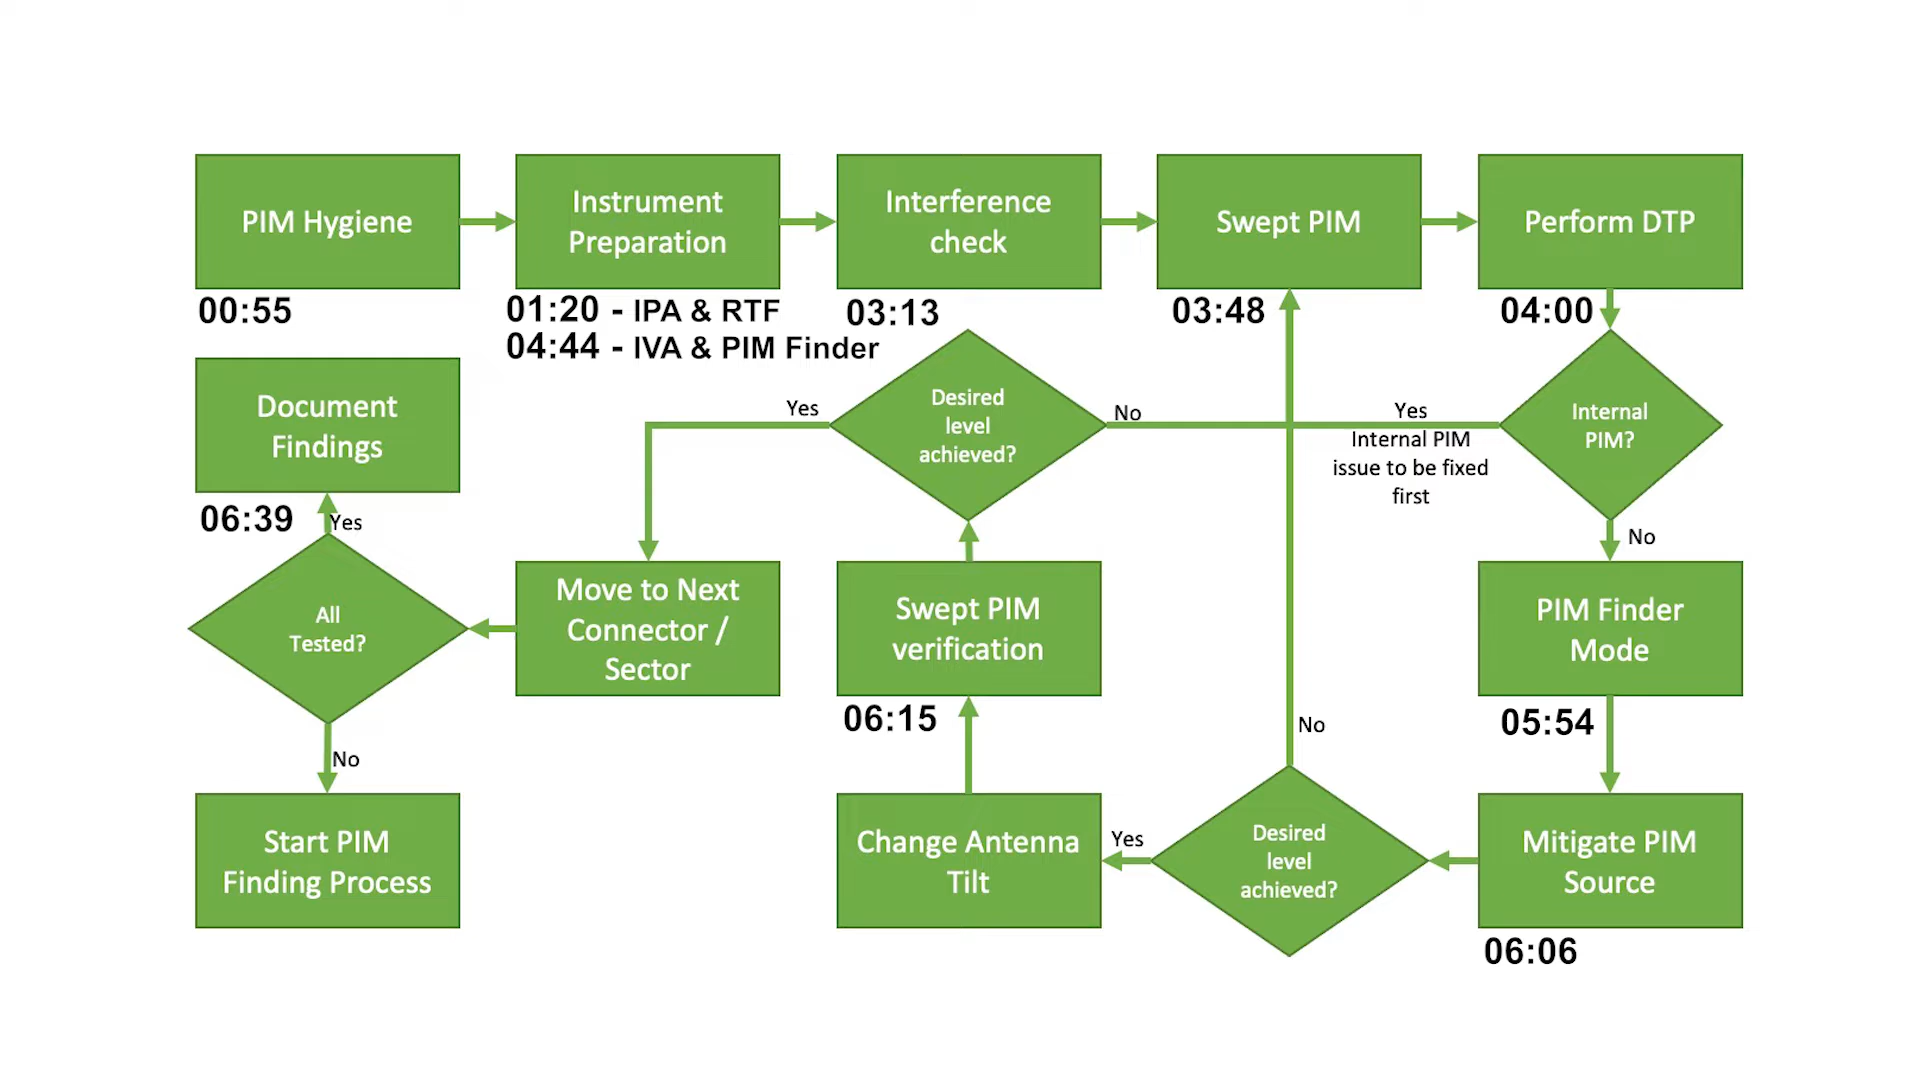 PIM Hygiene
Instrument
Preparation
Interference
check
Swept PIM
Perform DTP
00:55
01:20 - IPA & RTF
04:44 - IVA & PIM Finder
03:13
03:48
04:00
Document
Findings
06:39
Yes
Yes
Desired
level
achieved?
No
Yes
Internal PIM
issue to be fixed
first
Internal
PIM?
No
All
Tested?
Move to Next
Connector /
Sector
Swept PIM
verification
06:15
PIM Finder
Mode
05:54
No
No
Start PIM
Finding Process
Change Antenna
Tilt
Yes
Desired
level
achieved?
Mitigate PIM
Source
06:06